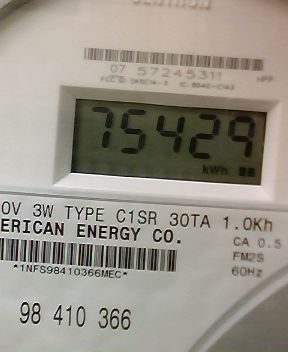 CENTRON
07 57245311
75429
kWh
0V 3W TYPE C1SR 30TA 1.0Kh
ERICAN ENERGY CO.
CA 0.5
*1NFS98410366MEC*
FM2S
60Hz
98 410 366